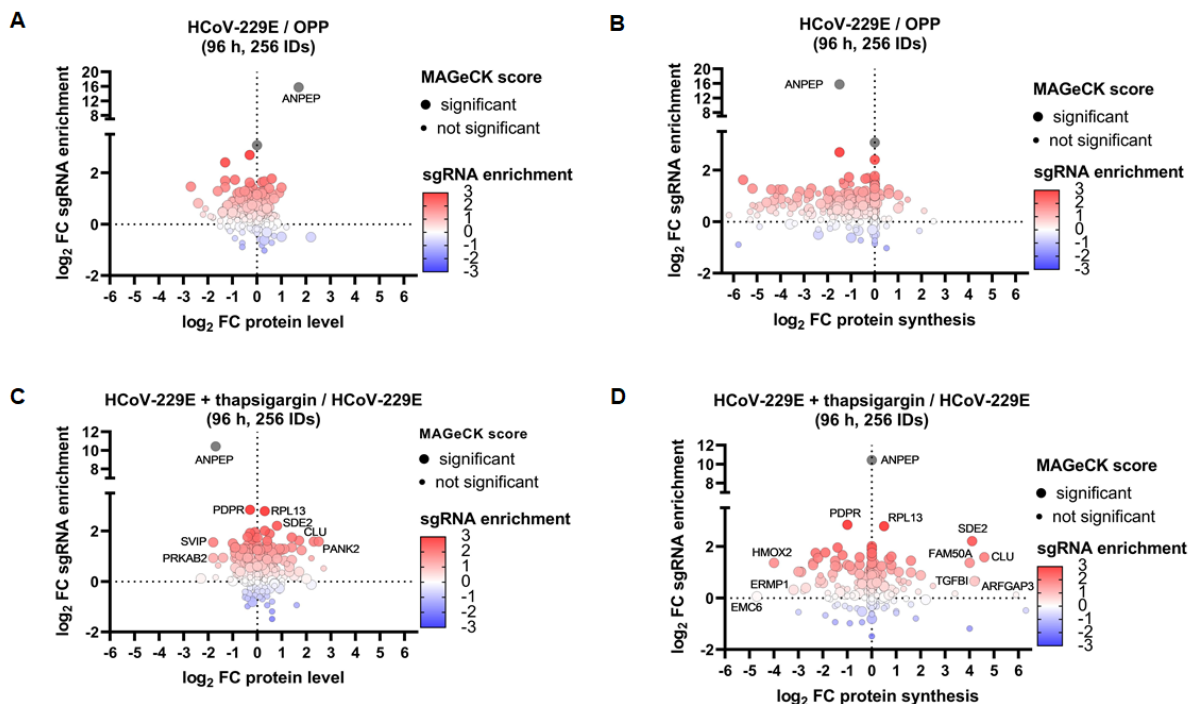 A
HCoV-229E / OPP
(96 h, 256 IDs)
log2 FC sgRNA enrichment
20
16
12
8
2
0
-2
ANPEP
-6 -5 -4 -3 -2 -1 0 1 2 3 4 5 6
log2 FC protein level
MAGeCK score
significant
not significant
sgRNA enrichment
3
2
1
0
-1
-2
-3
B
HCoV-229E / OPP
(96 h, 256 IDs)
log2 FC sgRNA enrichment
20
16
12
8
2
0
-2
ANPEP
-6 -5 -4 -3 -2 -1 0 1 2 3 4 5 6
log2 FC protein synthesis
MAGeCK score
significant
not significant
sgRNA enrichment
3
2
1
0
-1
-2
-3
C
HCoV-229E + thapsigargin / HCoV-229E
(96 h, 256 IDs)
log2 FC sgRNA enrichment
12
10
8
2
0
2
ANPEP
PDPR
RPL13
SDE2
CLU
SVIP
PANK2
PRKAB2
-6 -5 -4 -3 -2 -1 0 1 2 3 4 5 6
log2 FC protein level
MAGeCK score
significant
not significant
sgRNA enrichment
3
2
1
0
-1
-2
-3
D
HCoV-229E + thapsigargin / HCoV-229E
(96 h, 256 IDs)
log2 FC sgRNA enrichment
12
10
8
2
0
2
ANPEP
PDPR
RPL13
SDE2
HMOX2
FAM50A
CLU
ERMP1
TGFBI
ARFGAP3
EMC6
-6 -5 -4 -3 -2 -1 0 1 2 3 4 5 6
log2 FC protein synthesis
MAGeCK score
significant
not significant
sgRNA enrichment
3
2
1
0
-1
-2
-3